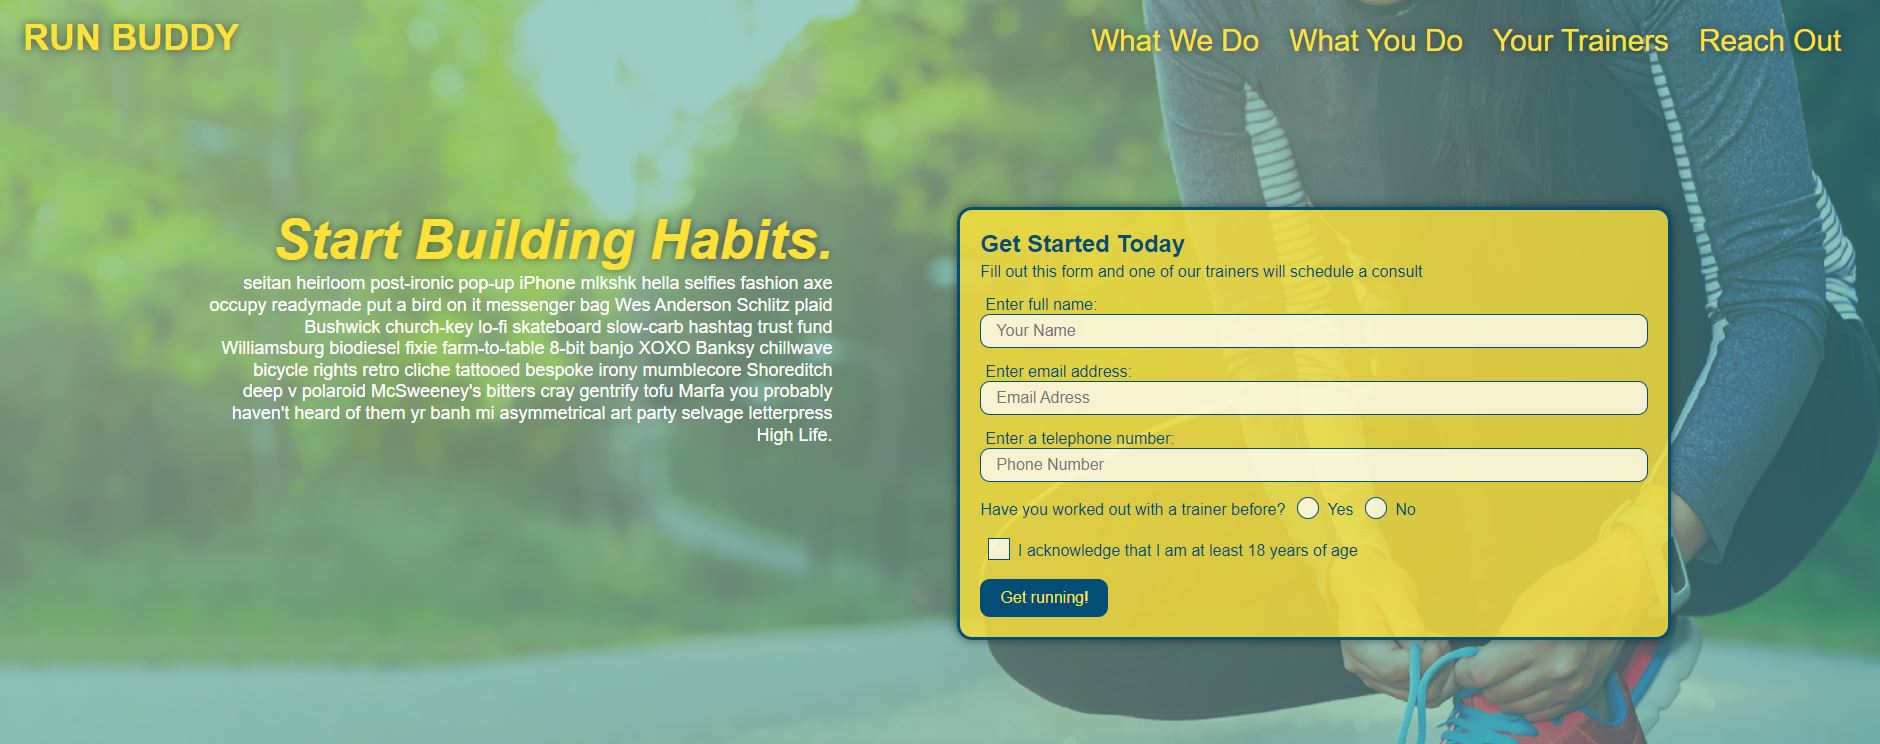 RUN BUDDY
What We Do What You Do Your Trainers Reach Out
Start Building Habits.
seitan heirloom post-ironic pop-up iPhone mlkshk hella selfies fashion axe
occupy readymade put a bird on it messenger bag Wes Anderson Schlitz plaid
Bushwick church-key lo-fi skateboard slow-carb hashtag trust fund
Williamsburg biodiesel fixie farm-to-table 8-bit banjo XOXO Banksy chillwave
bicycle rights retro cliche tattooed bespoke irony mumblecore Shoreditch
deep v polaroid McSweeney's bitters cray gentrify tofu Marfa you probably
haven't heard of them yr banh mi asymmetrical art party selvage letterpress
High Life.
Get Started Today
Fill out this form and one of our trainers will schedule a consult
Enter full name:
Your Name
Enter email address:
Email Adress
Enter a telephone number:
Phone Number
Have you worked out with a trainer before? Yes No
I acknowledge that I am at least 18 years of age
Get running!